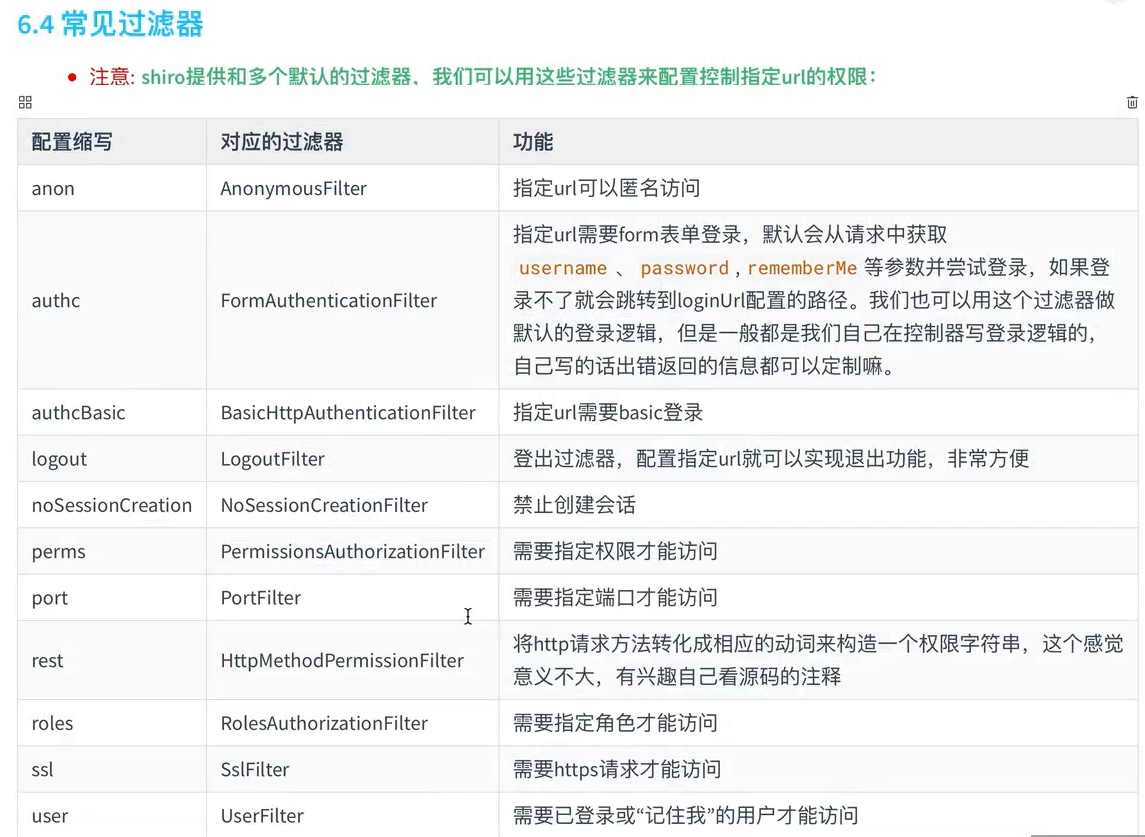 6.4 常见过滤器
注意: shiro提供和多个默认的过滤器，我们可以用这些过滤器来配置控制指定url的权限：
配置缩写 对应的过滤器 功能
anon AnonymousFilter 指定url可以匿名访问
authc FormAuthenticationFilter 指定url需要form表单登录，默认会从请求中获取
username 、 password , rememberMe 等参数并尝试登录，如果登
录不了就会跳转到loginUrl配置的路径。我们也可以用这个过滤器做
默认的登录逻辑，但是一般都是我们自己在控制器写登录逻辑的，
自己写的话出错返回的信息都可以定制嘛。
authcBasic BasicHttpAuthenticationFilter 指定url需要basic登录
logout LogoutFilter 登出过滤器，配置指定url就可以实现退出功能，非常方便
noSessionCreation NoSessionCreationFilter 禁止创建会话
perms PermissionsAuthorizationFilter 需要指定权限才能访问
port PortFilter 需要指定端口才能访问
rest HttpMethodPermissionFilter 将http请求方法转化成相应的动词来构造一个权限字符串，这个感觉
意义不大，有兴趣自己看源码的注释
roles RolesAuthorizationFilter 需要指定角色才能访问
ssl SslFilter 需要https请求才能访问
user UserFilter 需要已登录或“记住我”的用户才能访问